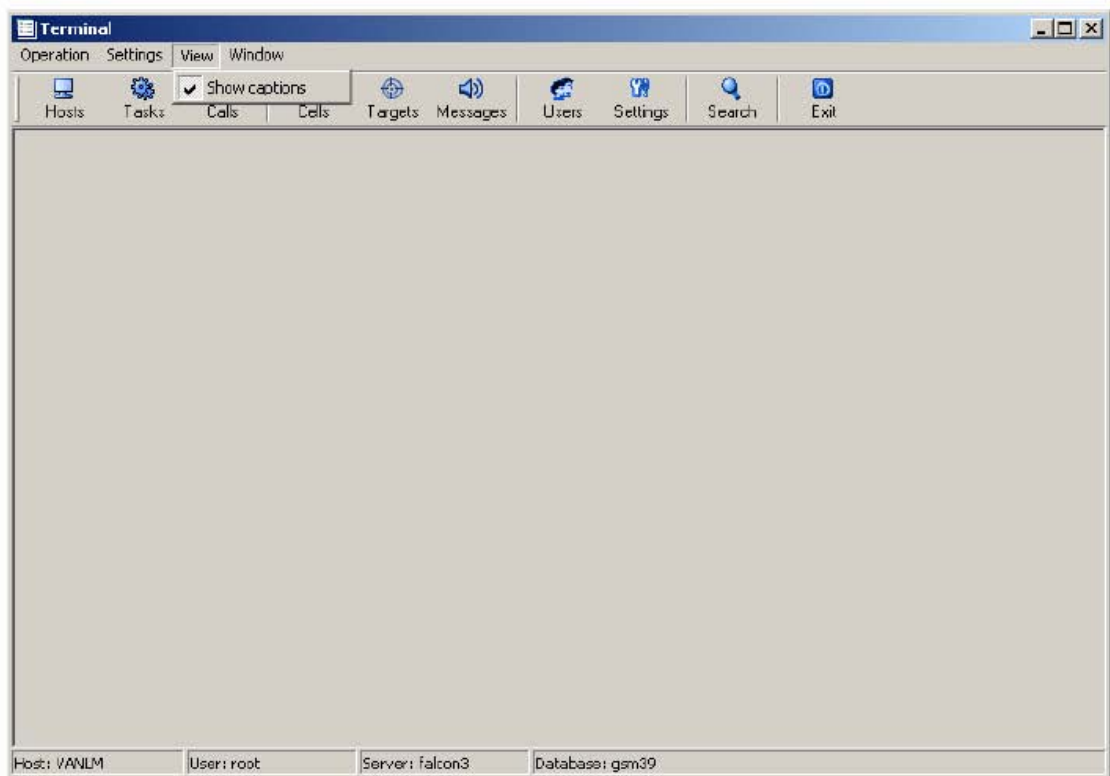 Terminal
Operation Settings View Window
Show captions
Hosts Tasks Calls Cells Targets Messages Users Settings Search Exit
Host: VANLM User: root Server: falcon3 Database: gsm39